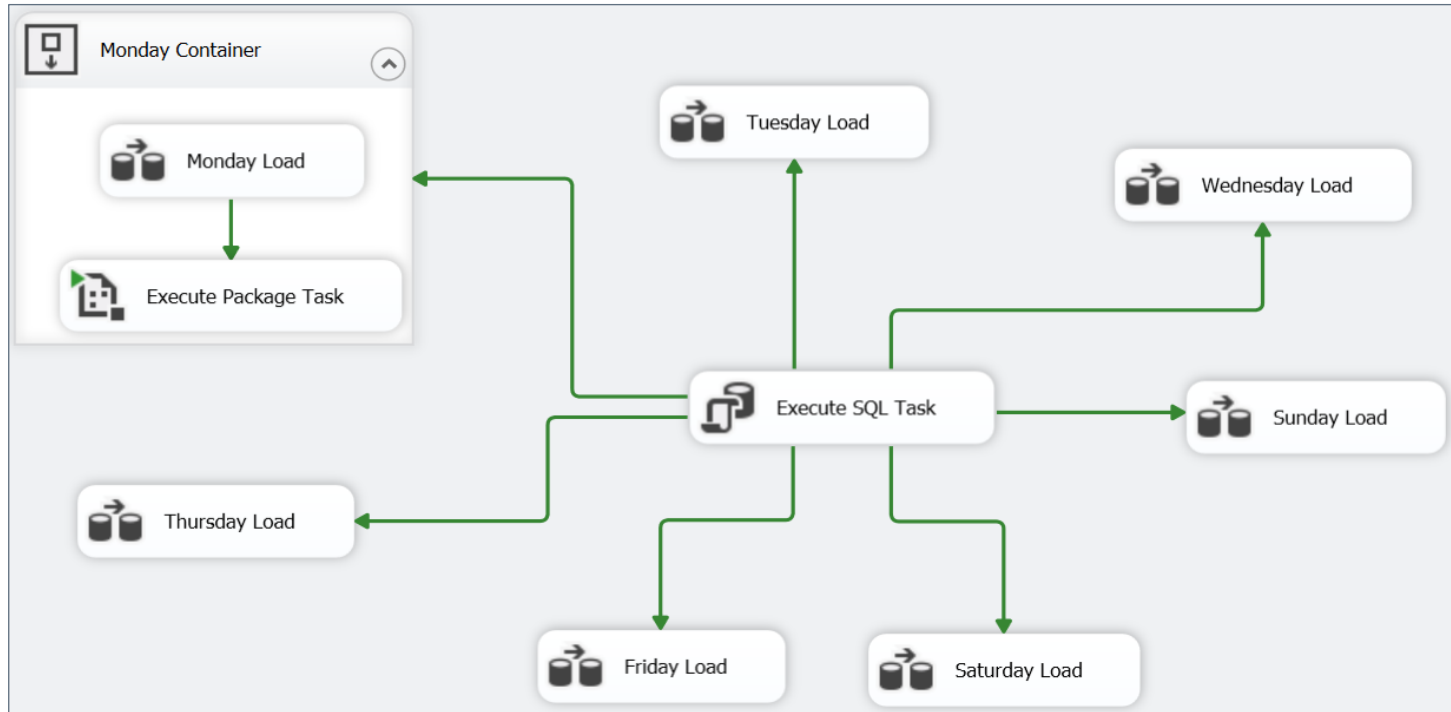 Monday Container
Monday Load
Execute Package Task
Tuesday Load
Wednesday Load
Execute SQL Task
Sunday Load
Thursday Load
Friday Load
Saturday Load